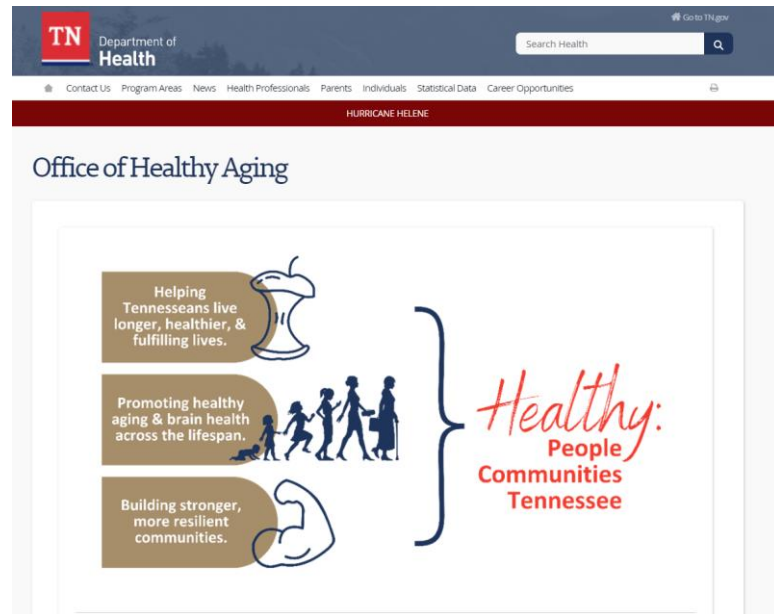 Go to TN.gov
TN
Department of
Health
Search Health
Contact Us Program Areas News Health Professionals Parents Individuals Statistical Data Career Opportunities
HURRICANE HELENE
Office of Healthy Aging
Helping
Tennesseans live
longer, healthier, &
fulfilling lives.
Promoting healthy
aging & brain health
across the lifespan.
Building stronger,
more resilient
communities.
Healthy:
People
Communities
Tennessee